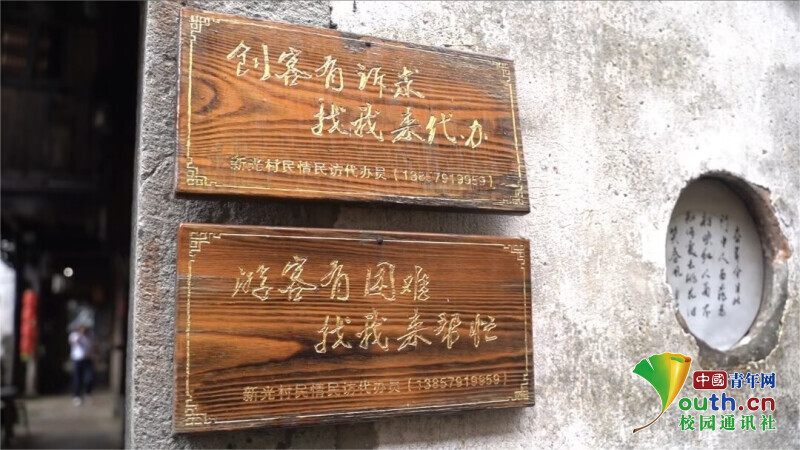 创客有诉求
找我来代办
新光村民情民访代办员（13857919959）
游客有困难
找我来帮忙
新光村民情民访代办员（13857919959）
中國青年网
youth.cn
校园通讯社